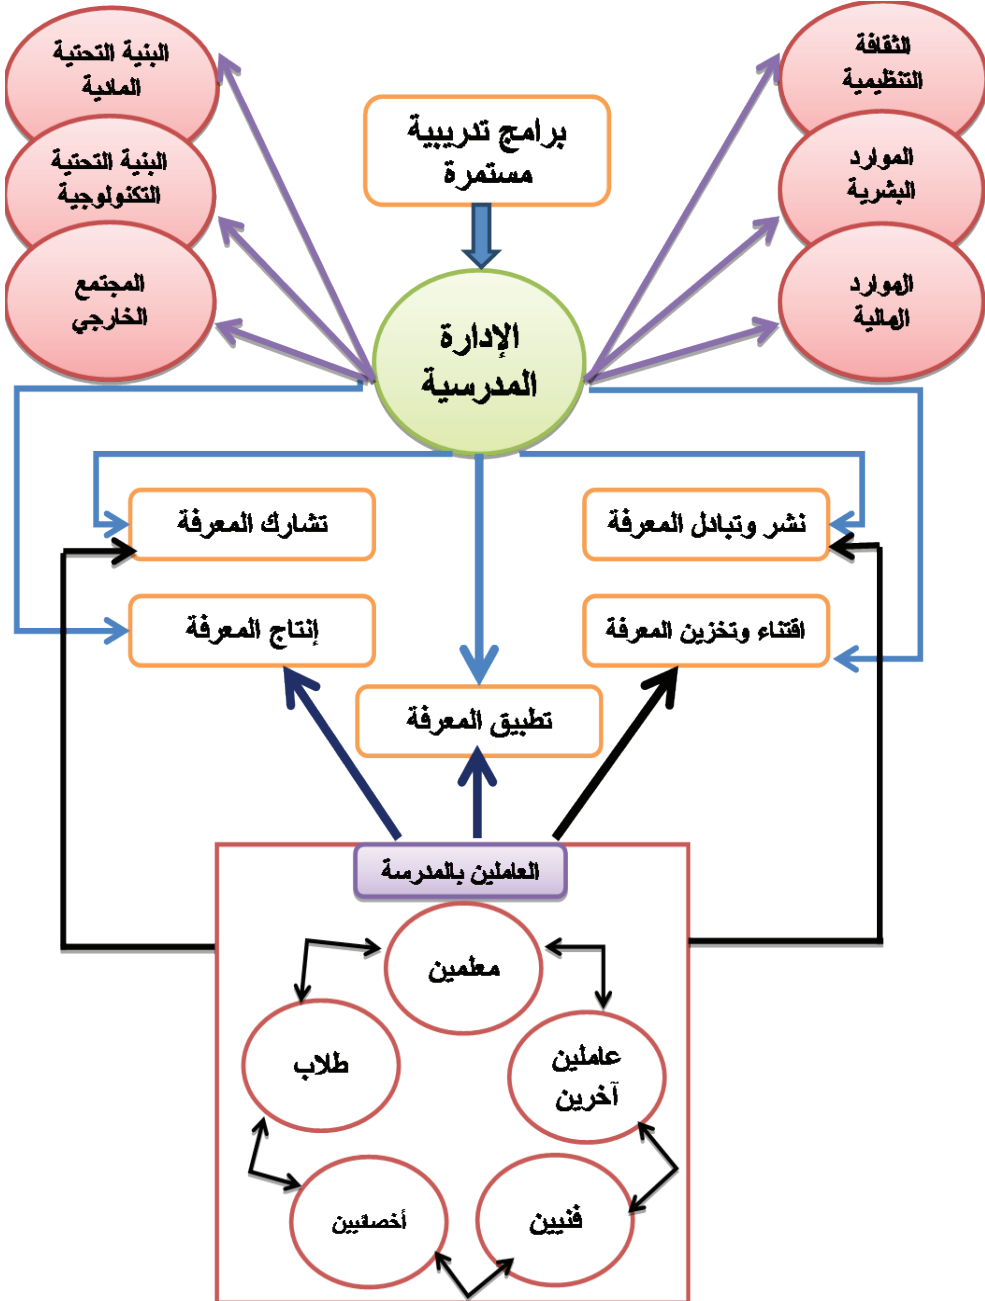 الثقافة
التنظيمية
الموارد
البشرية
الموارد
المالية
برامج تدريبية
مستمرة
البنية التحتية
المادية
البنية التحتية
التكنولوجية
المجتمع
الخارجي
الإدارة
المدرسية
نشر وتبادل المعرفة
تشارك المعرفة
اقتناء وتخزين المعرفة
إنتاج المعرفة
تطبيق المعرفة
العاملين بالمدرسة
معلمين
عاملين
آخرين
طلاب
فنيين
أخصائيين